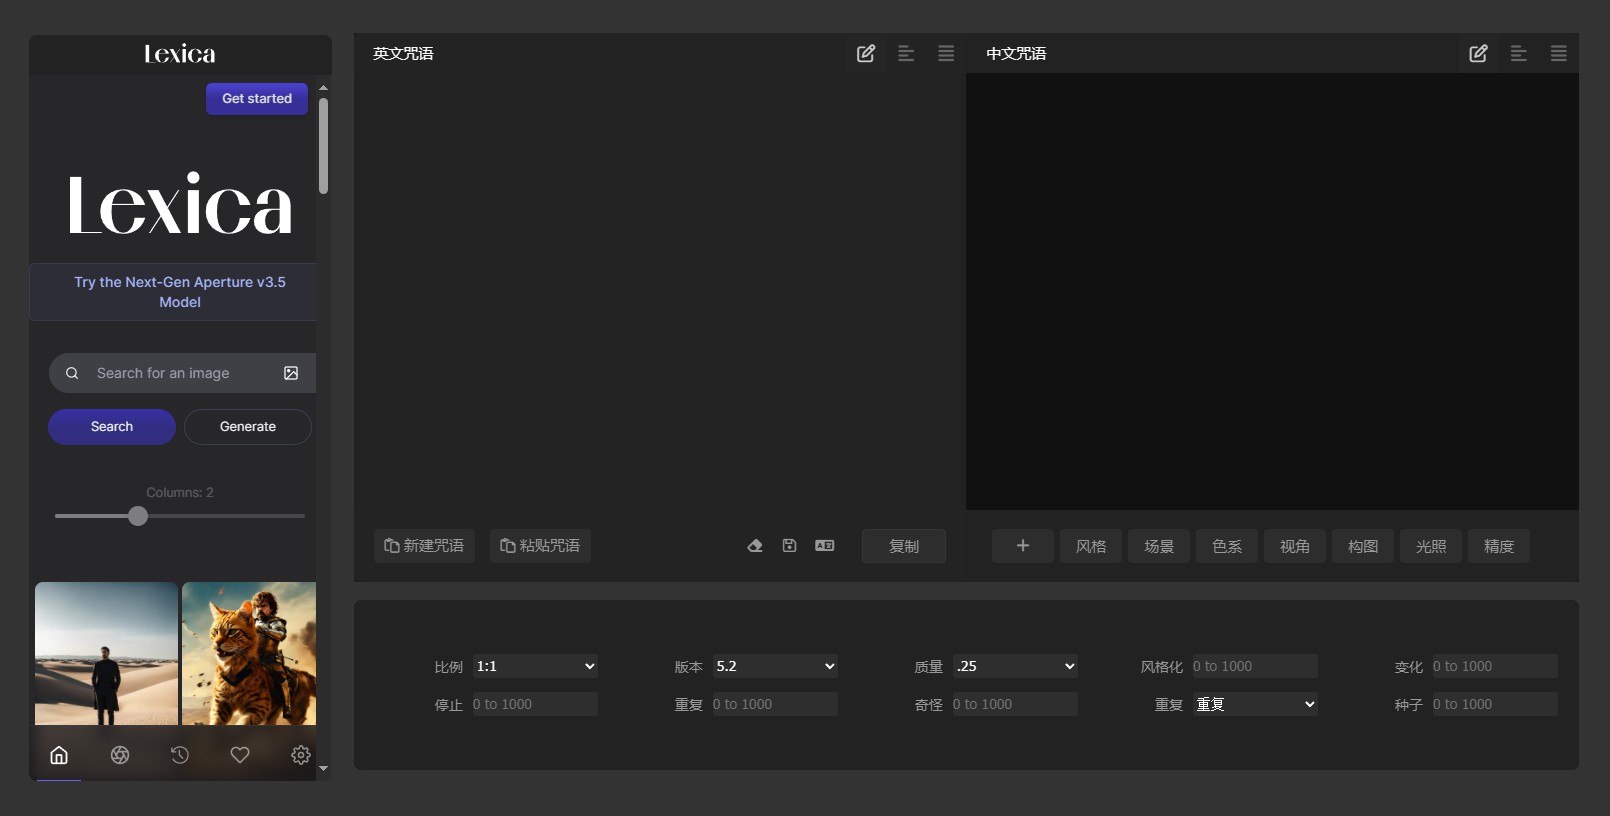 Lexica
Get started
Lexica
Try the Next-Gen Aperture v3.5
Model
Search for an image
Search
Generate
Columns: 2
英文咒语
中文咒语
新建咒语
粘贴咒语
复制
+
风格
场景
色系
视角
构图
光照
精度
比例 1:1
版本 5.2
质量 .25
风格化 0 to 1000
变化 0 to 1000
停止 0 to 1000
重复 0 to 1000
奇怪 0 to 1000
重复 重复
种子 0 to 1000